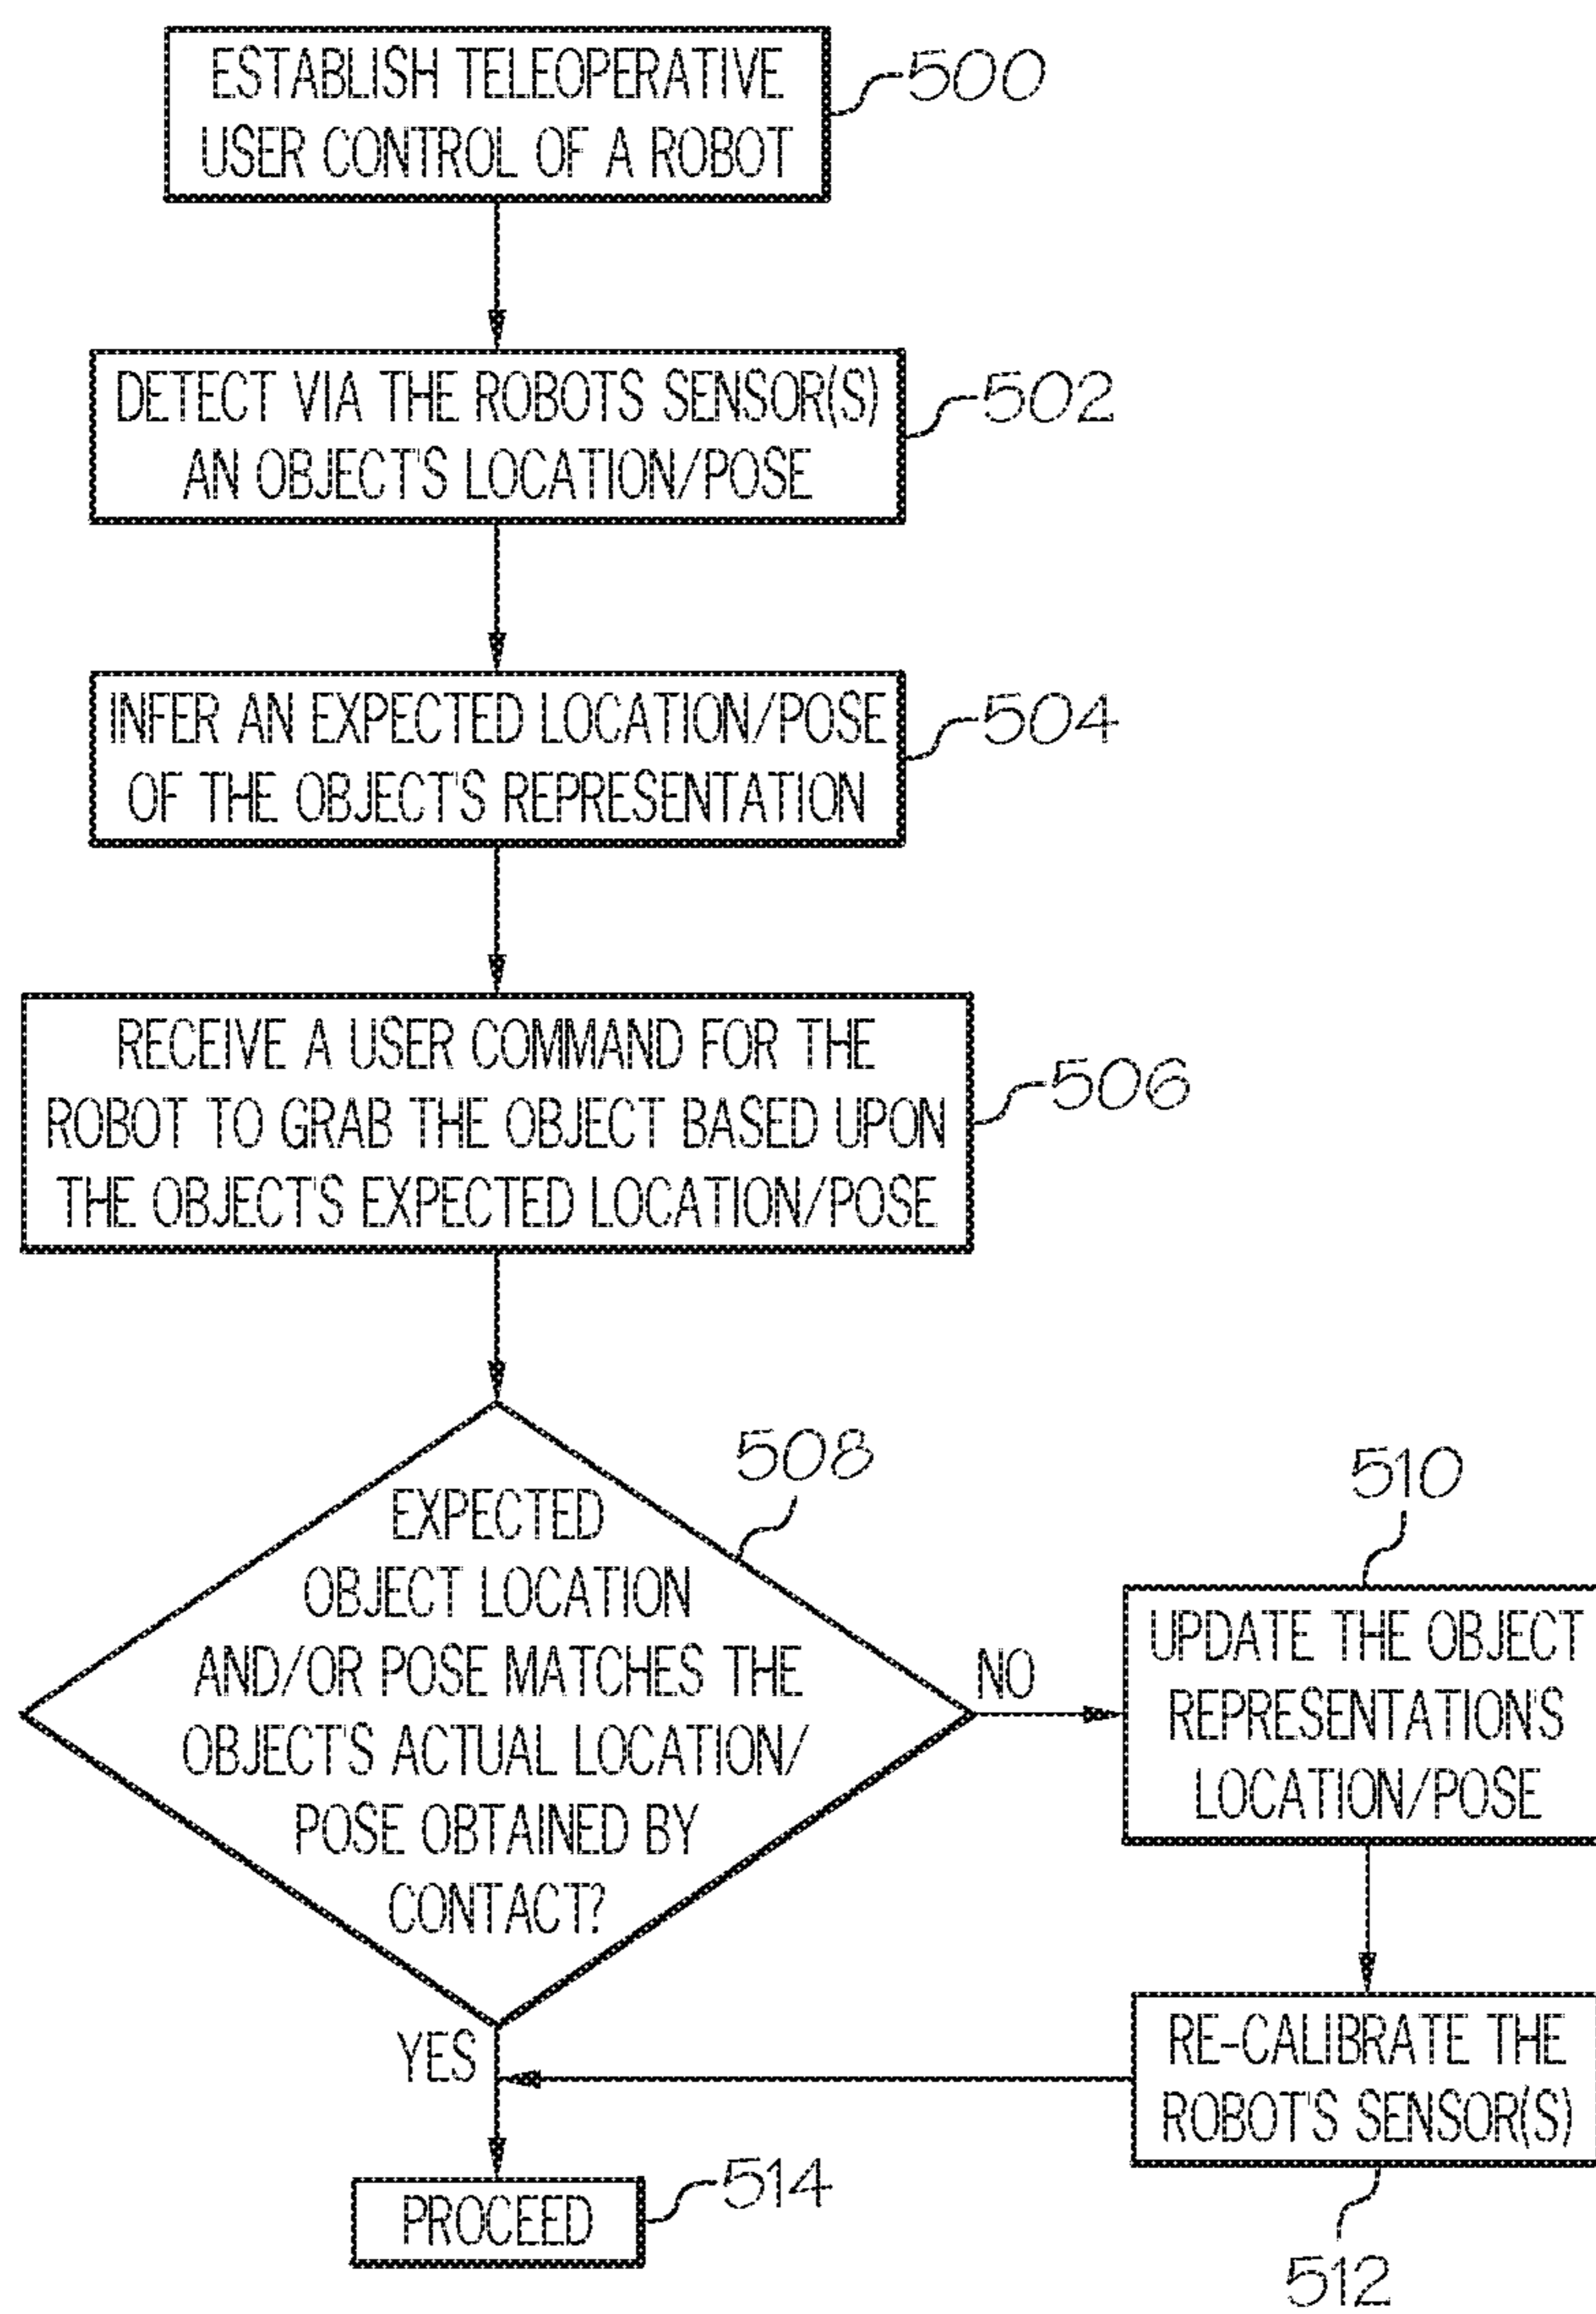 ESTABLISH TELEOPERATIVE
USER CONTROL OF A ROBOT
500
DETECT VIA THE ROBOTS SENSOR(S)
AN OBJECT'S LOCATION/POSE
502
INFER AN EXPECTED LOCATION/POSE
OF THE OBJECT'S REPRESENTATION
504
RECEIVE A USER COMMAND FOR THE
ROBOT TO GRAB THE OBJECT BASED UPON
THE OBJECT'S EXPECTED LOCATION/POSE
506
EXPECTED
OBJECT LOCATION
AND/OR POSE MATCHES THE
OBJECT'S ACTUAL LOCATION/
POSE OBTAINED BY
CONTACT?
508
NO
510
UPDATE THE OBJECT
REPRESENTATION'S
LOCATION/POSE
RE-CALIBRATE THE
ROBOT'S SENSOR(S)
512
YES
PROCEED
514